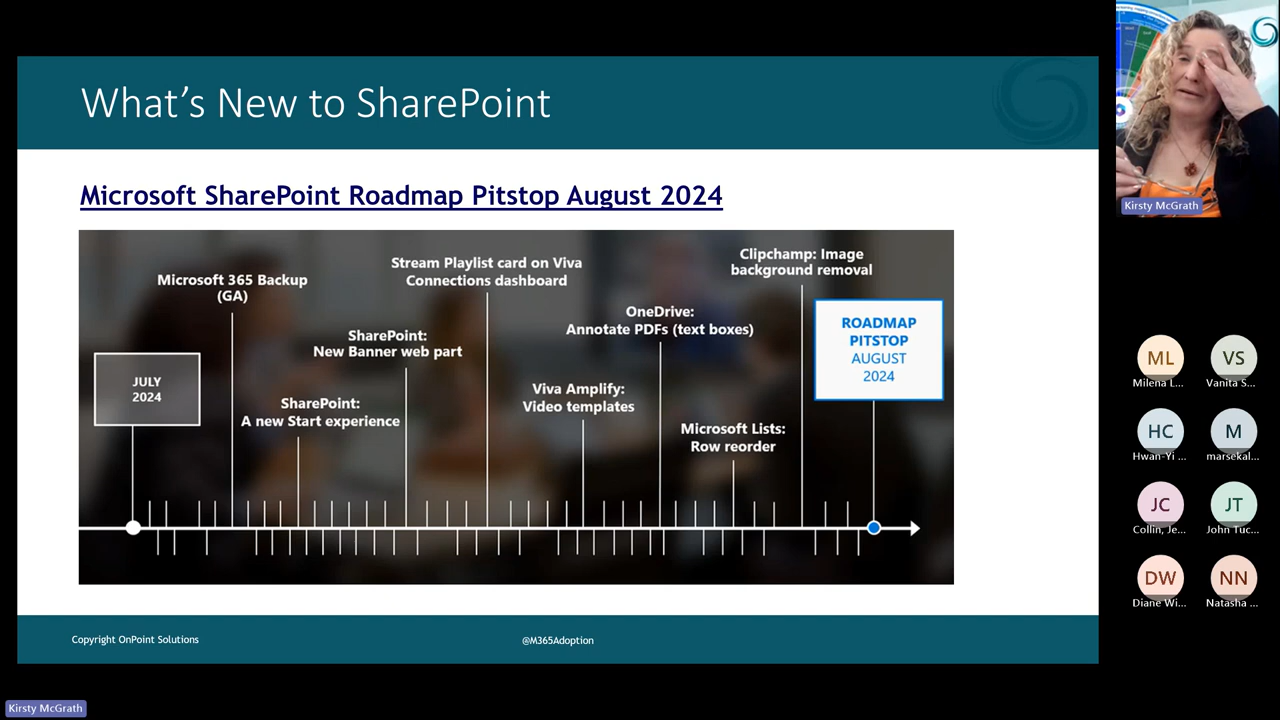 What's New to SharePoint
Microsoft SharePoint Roadmap Pitstop August 2024
JULY
2024
Microsoft 365 Backup
(GA)
SharePoint:
A new Start experience
SharePoint:
New Banner web part
Stream Playlist card on Viva
Connections dashboard
Viva Amplify:
Video templates
OneDrive:
Annotate PDFs (text boxes)
Microsoft Lists:
Row reorder
Clipchamp: Image
background removal
ROADMAP
PITSTOP
AUGUST
2024
Copyright OnPoint Solutions
@M365Adoption
Kirsty McGrath
ML
Milena L...
VS
Vanita S...
HC
Hwan-Yi ...
M
marsekal...
JC
Collin, Je...
JT
John Tuc...
DW
Diane Wi...
NN
Natasha ...
Kirsty McGrath